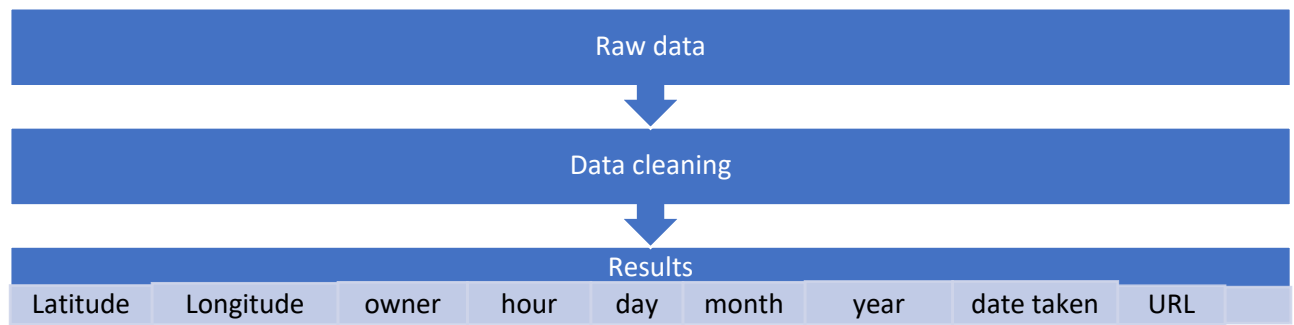 Raw data
Data cleaning
Results
Latitude Longitude owner hour day month year date taken URL